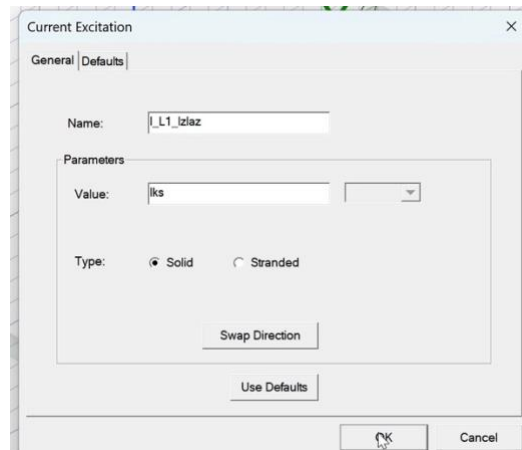 Current Excitation
General Defaults
Name: I_L1_Izlaz
Parameters
Value: Iks
Type: Solid Stranded
Swap Direction
Use Defaults
OK Cancel